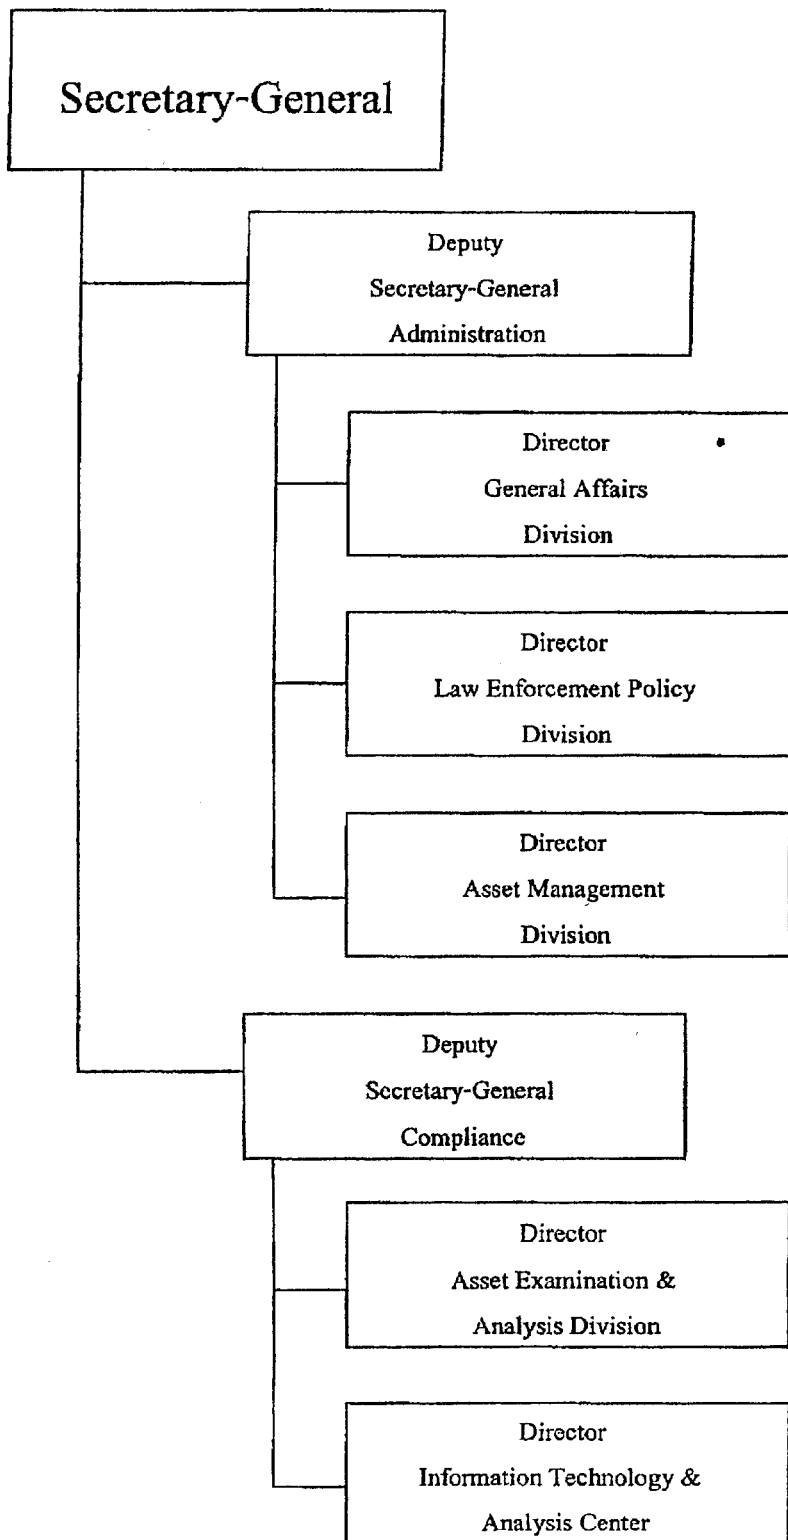 Secretary-General
Deputy
Secretary-General
Administration
Director
General Affairs
Division
Director
Law Enforcement Policy
Division
Director
Asset Management
Division
Deputy
Secretary-General
Compliance
Director
Asset Examination &
Analysis Division
Director
Information Technology &
Analysis Center